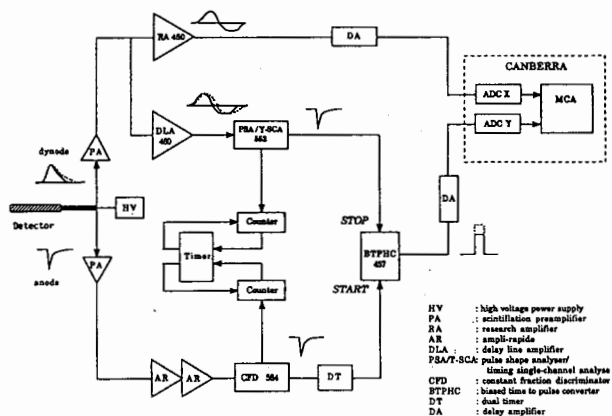 RA 450
DA
CANBERRA
ADC X
MCA
ADC Y
DLA
460
PSA/Y-SCA
552
PA
dynode
DA
HV
Detector
Counter
STOP
Timer
BTPHC
457
PA
anode
Counter
START
AR
AR
CFD 584
DT
HV : high voltage power supply
PA : scintillation preamplifier
RA : research amplifier
AR : ampli-rapide
DLA : delay line amplifier
PSA/T-SCA: pulse shape analyser/
timing single-channel analyse
CFD : constant fraction discriminator
BTPHC : biased time to pulse converter
DT : dual timer
DA : delay amplifier